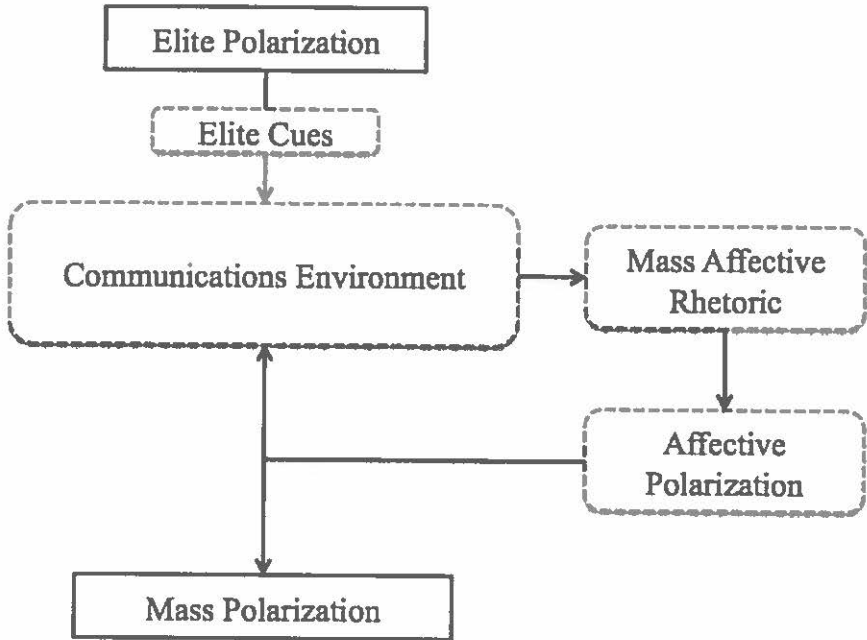 Elite Polarization
Elite Cues
Communications Environment
Mass Affective
Rhetoric
Affective
Polarization
Mass Polarization